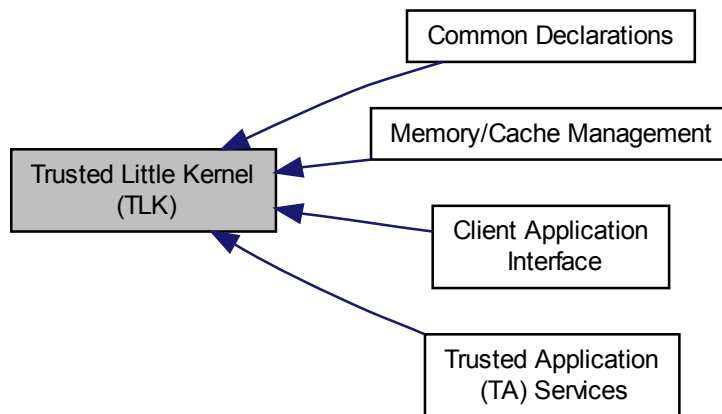 Common Declarations
Memory/Cache Management
Trusted Little Kernel
(TLK)
Client Application
Interface
Trusted Application
(TA) Services